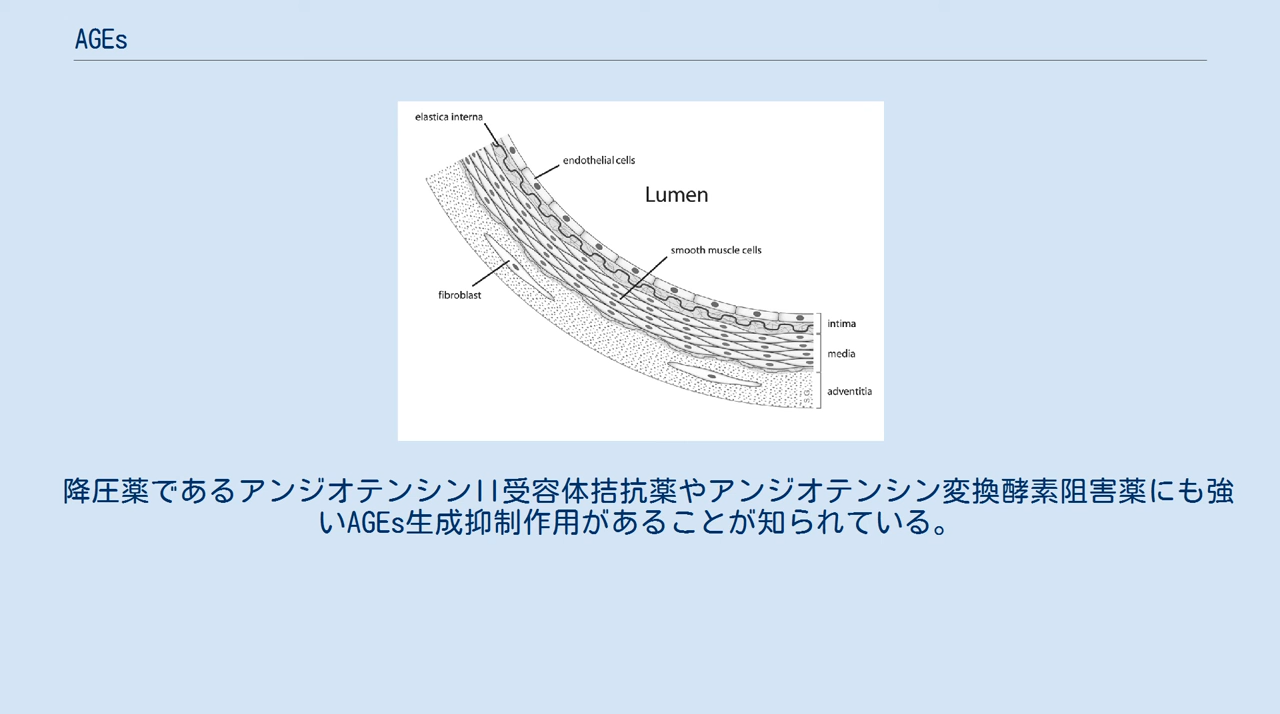 AGEs
elastica interna
endothelial cells
Lumen
smooth muscle cells
fibroblast
intima
media
adventitia
S.G.
降圧薬であるアンジオテンシンII受容体拮抗薬やアンジオテンシン変換酵素阻害薬にも強
いAGEs生成抑制作用があることが知られている。